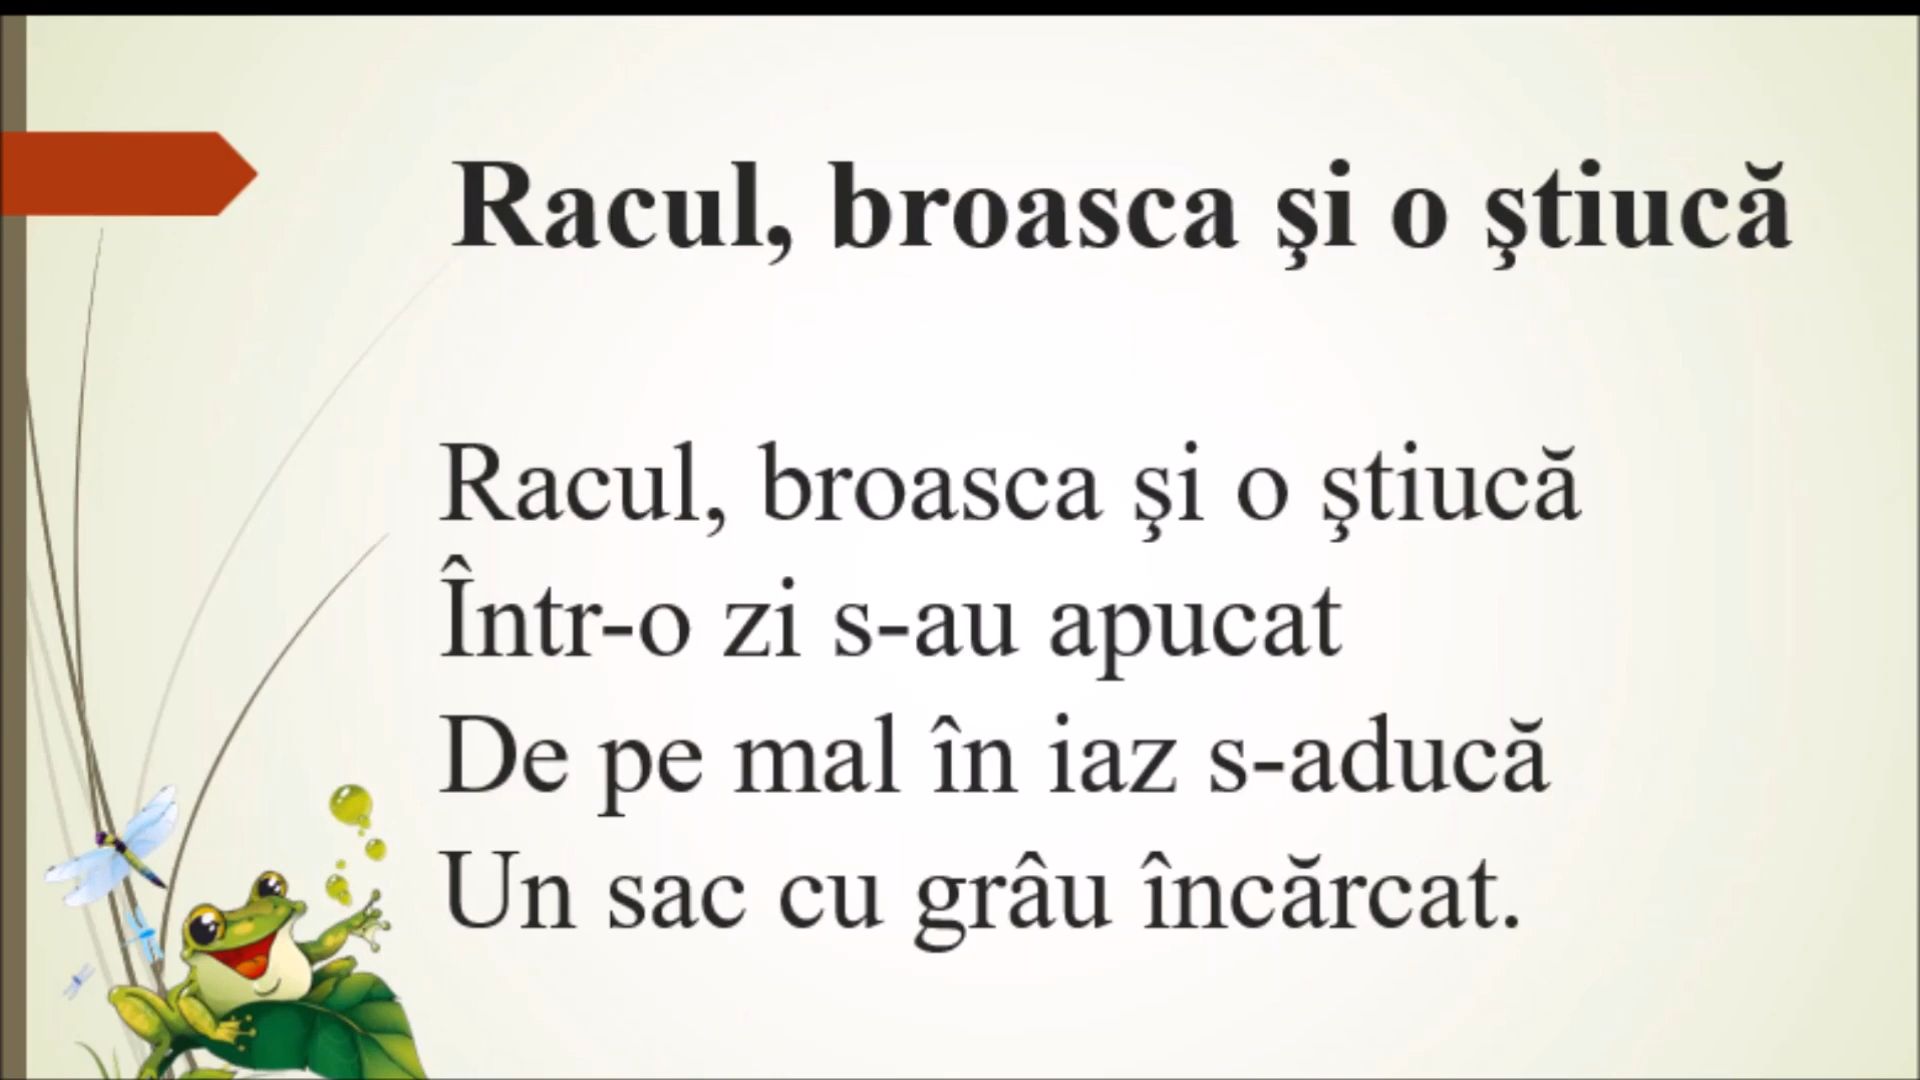 Racul, broasca şi o ştiucă
Racul, broasca şi o ştiucă
Într-o zi s-au apucat
De pe mal în iaz s-aducă
Un sac cu grâu încărcat.